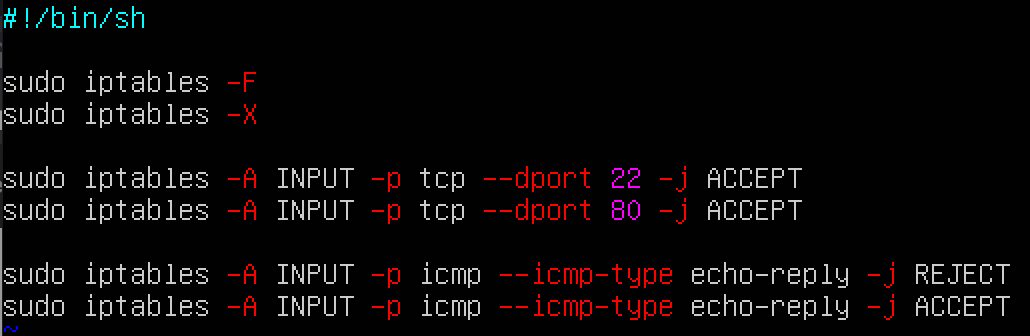 #!/bin/sh
sudo iptables -F
sudo iptables -X
sudo iptables -A INPUT -p tcp --dport 22 -j ACCEPT
sudo iptables -A INPUT -p tcp --dport 80 -j ACCEPT
sudo iptables -A INPUT -p icmp --icmp-type echo-reply -j REJECT
sudo iptables -A INPUT -p icmp --icmp-type echo-reply -j ACCEPT
~